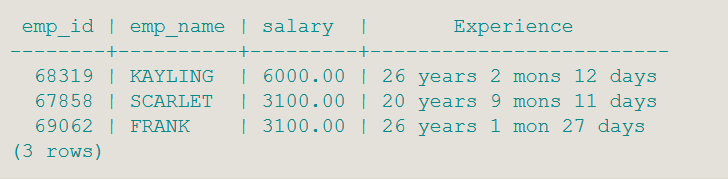 emp_id | emp_name | salary | Experience
--------+----------+---------+-------------------------
68319 | KAYLING | 6000.00 | 26 years 2 mons 12 days
67858 | SCARLET | 3100.00 | 20 years 9 mons 11 days
69062 | FRANK | 3100.00 | 26 years 1 mon 27 days
(3 rows)